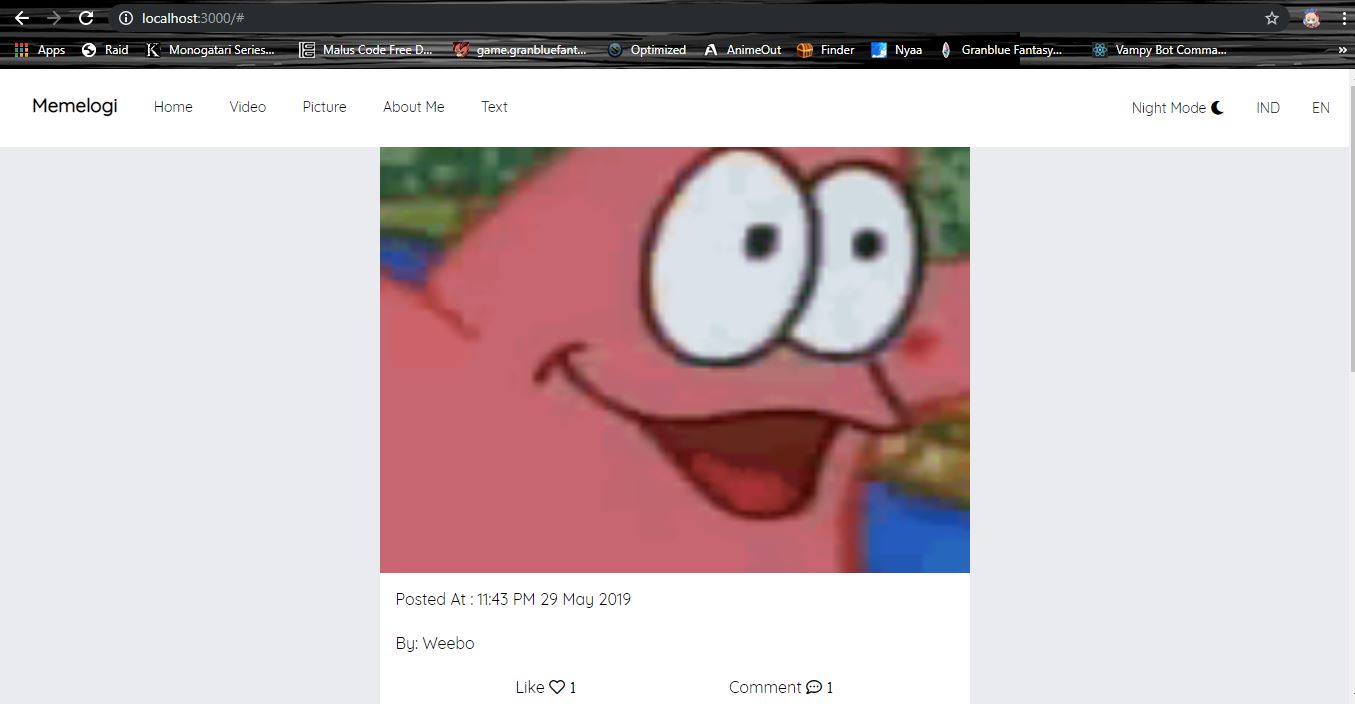 localhost:3000/#
Apps Raid Monogatari Series... Malus Code Free D... game.granbluefant... Optimized AnimeOut Finder Nyaa Granblue Fantasy... Vampy Bot Comma... »
Memelogi Home Video Picture About Me Text Night Mode IND EN
Posted At : 11:43 PM 29 May 2019
By: Weebo
Like 1 Comment 1